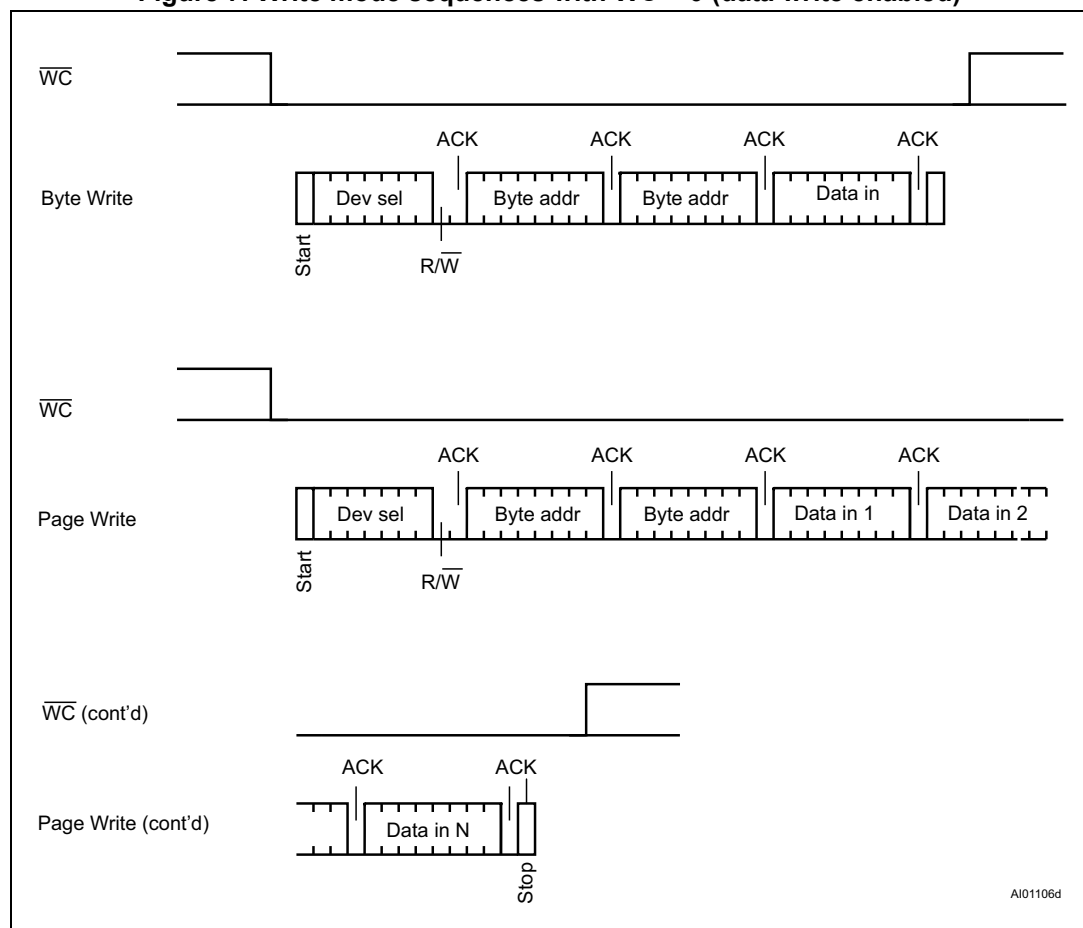 WC
ACK ACK ACK ACK
Byte Write Dev sel Byte addr Byte addr Data in
Start
R/W
WC
ACK ACK ACK ACK
Page Write Dev sel Byte addr Byte addr Data in 1 Data in 2
Start
R/W
WC (cont'd)
ACK ACK
Page Write (cont'd) Data in N
Stop
AI01106d